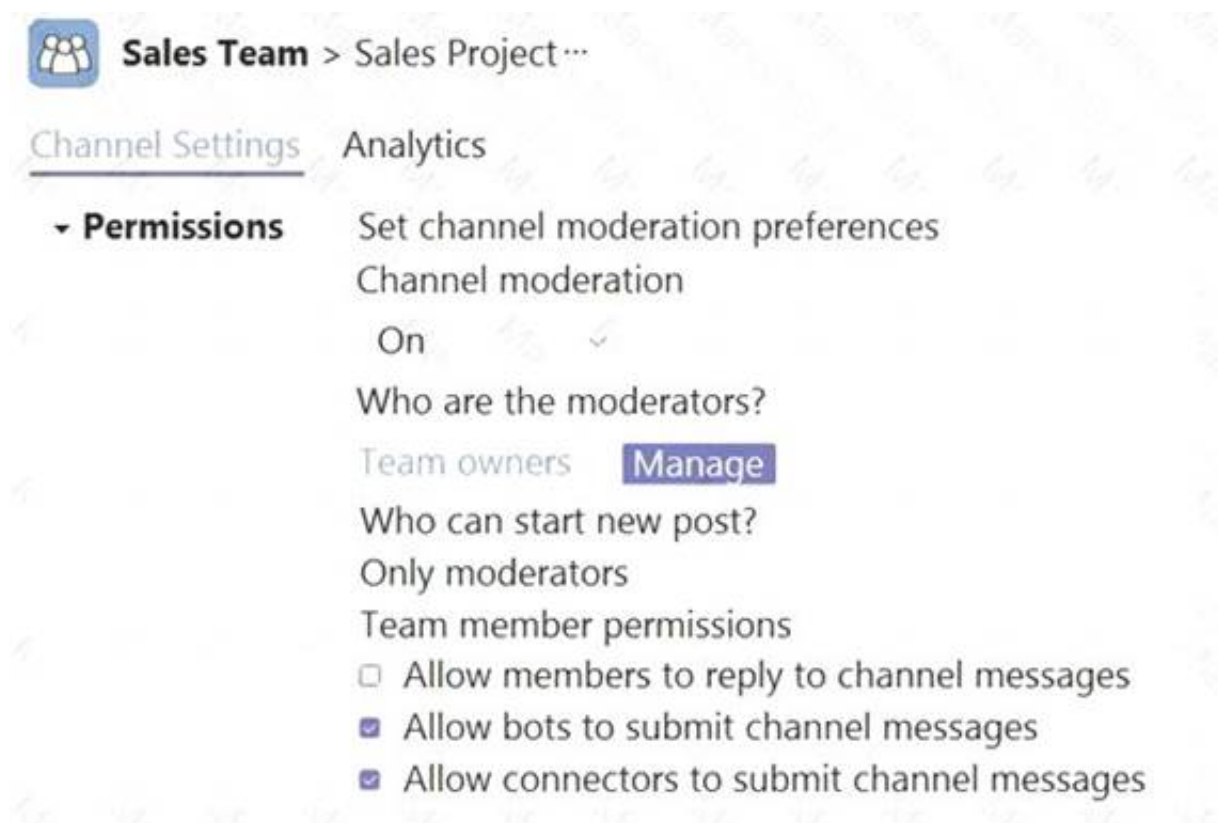 Sales Team > Sales Project ···
Channel Settings Analytics
Permissions Set channel moderation preferences
Channel moderation
On
Who are the moderators?
Team owners Manage
Who can start new post?
Only moderators
Team member permissions
Allow members to reply to channel messages
Allow bots to submit channel messages
Allow connectors to submit channel messages